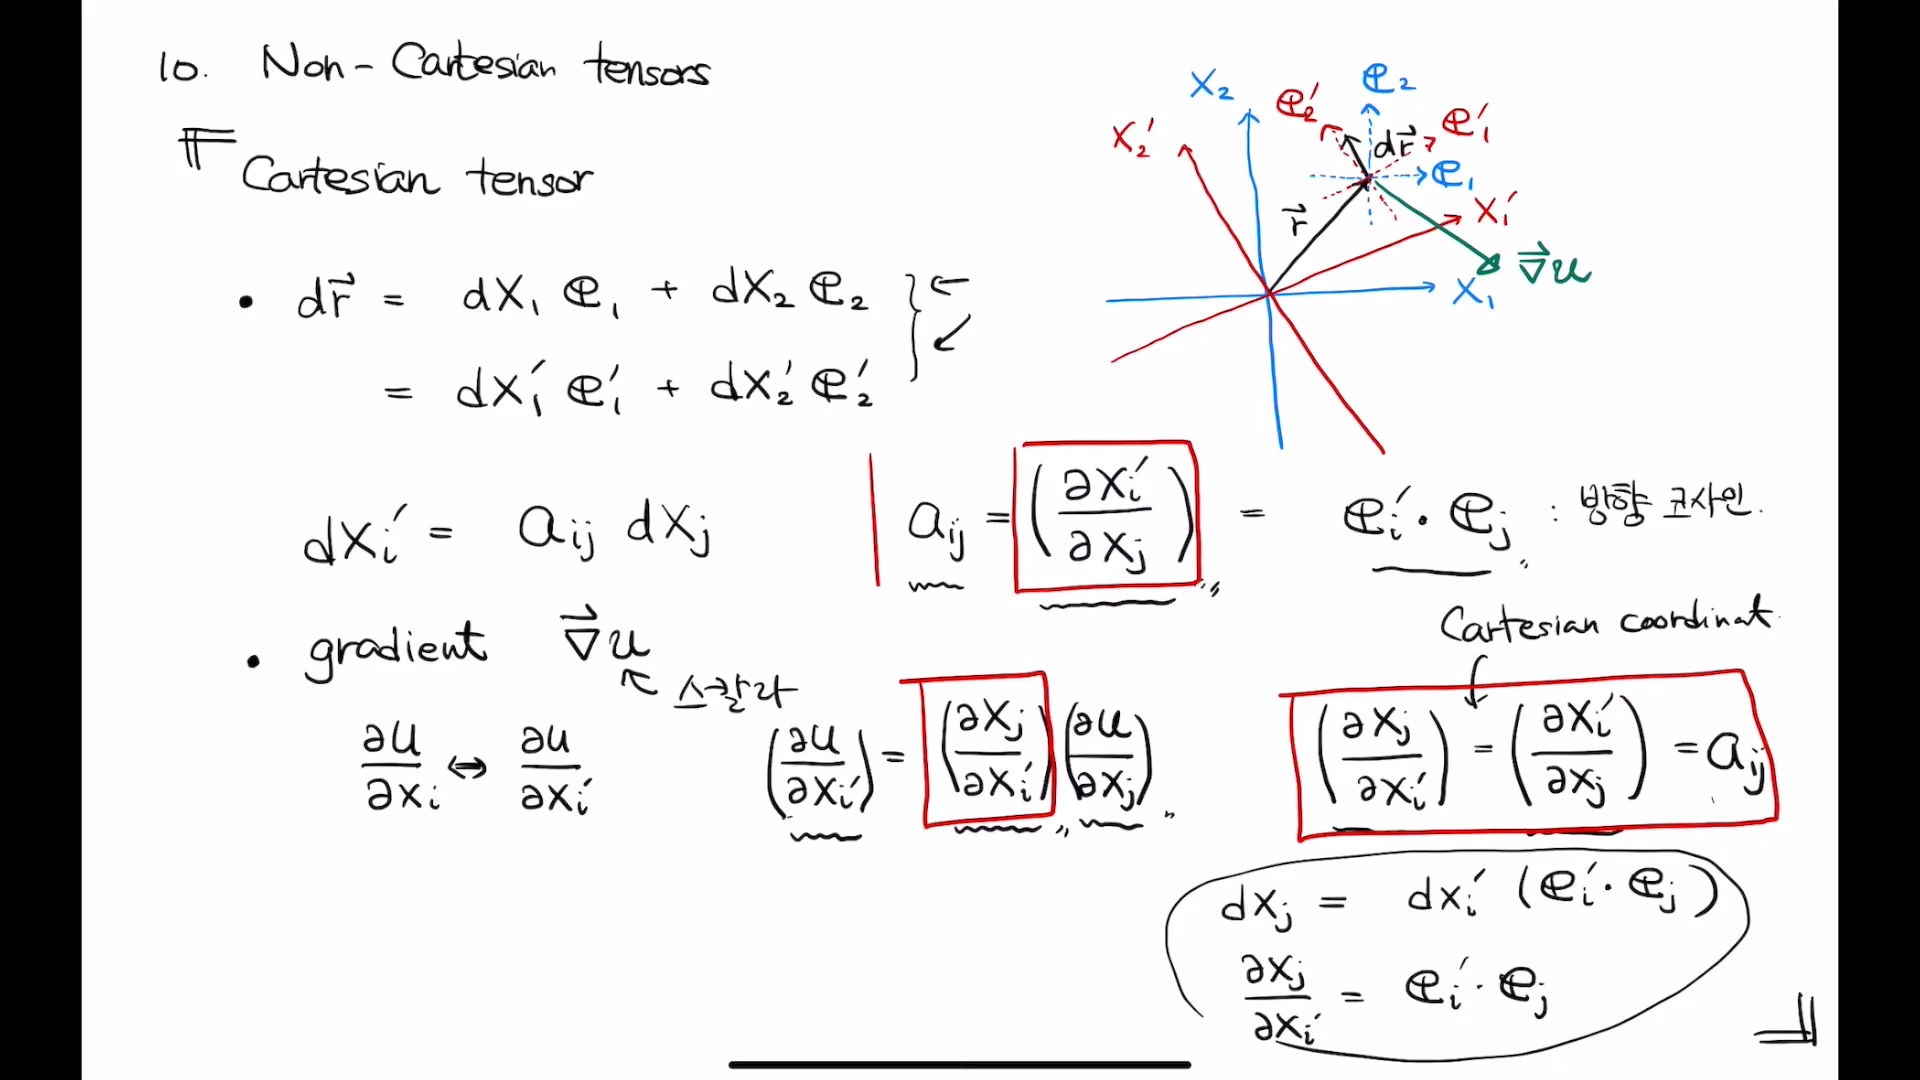 10. Non-Cartesian tensors
Cartesian tensor
• dr⃗ = dx₁ e₁ + dx₂ e₂
= dx₁′ e₁′ + dx₂′ e₂′
dxᵢ′ = aᵢⱼ dxⱼ
aᵢⱼ = (∂xᵢ′/∂xⱼ) = eᵢ′ · eⱼ : 방향 코사인.
• gradient ∇⃗u
스칼라
∂u/∂xᵢ ↔ ∂u/∂xᵢ′
(∂u/∂xᵢ′) = (∂xⱼ/∂xᵢ′)(∂u/∂xⱼ)
Cartesian coordinat.
(∂xⱼ/∂xᵢ′) = (∂xᵢ′/∂xⱼ) = aᵢⱼ
dxⱼ = dxᵢ′ (eᵢ′ · eⱼ)
∂xⱼ/∂xᵢ′ = eᵢ′ · eⱼ
x₂
x₂′
e₂′
e₂
e₁′
dr⃗
e₁
x₁′
r⃗
∇⃗u
x₁